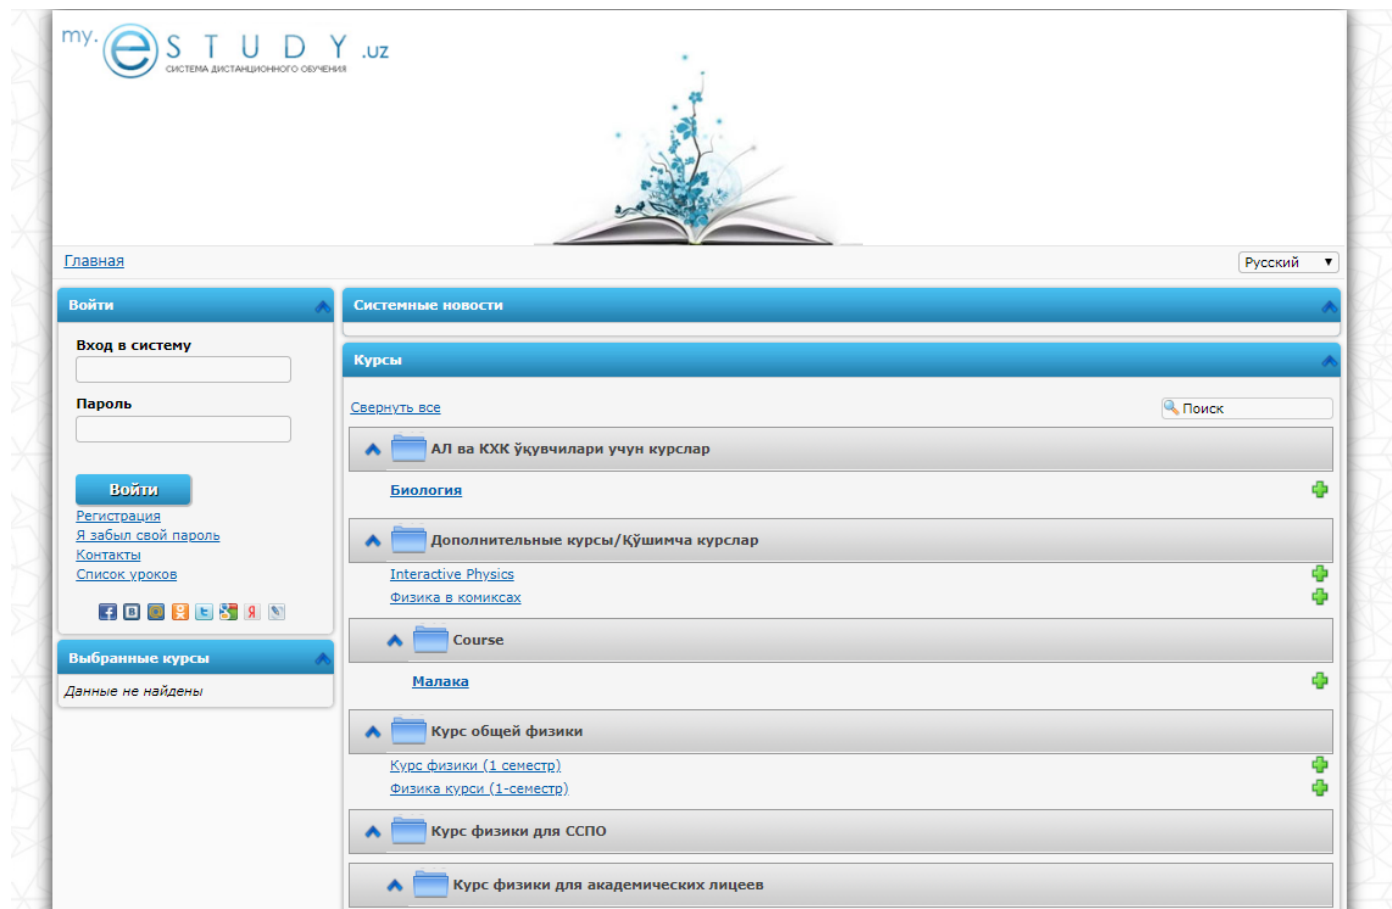 my.eSTUDY.uz
СИСТЕМА ДИСТАНЦИОННОГО ОБУЧЕНИЯ
Главная
Русский
Войти
Вход в систему
Пароль
Войти
Регистрация
Я забыл свой пароль
Контакты
Список уроков
Выбранные курсы
Данные не найдены
Системные новости
Курсы
Свернуть все
Поиск
АЛ ва КХК ўқувчилари учун курслар
Биология
Дополнительные курсы/Қўшимча курслар
Interactive Physics
Физика в комиксах
Course
Малака
Курс общей физики
Курс физики (1 семестр)
Физика курси (1-семестр)
Курс физики для ССПО
Курс физики для академических лицеев